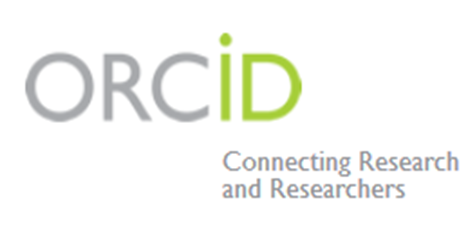 ORCiD
Connecting Research
and Researchers